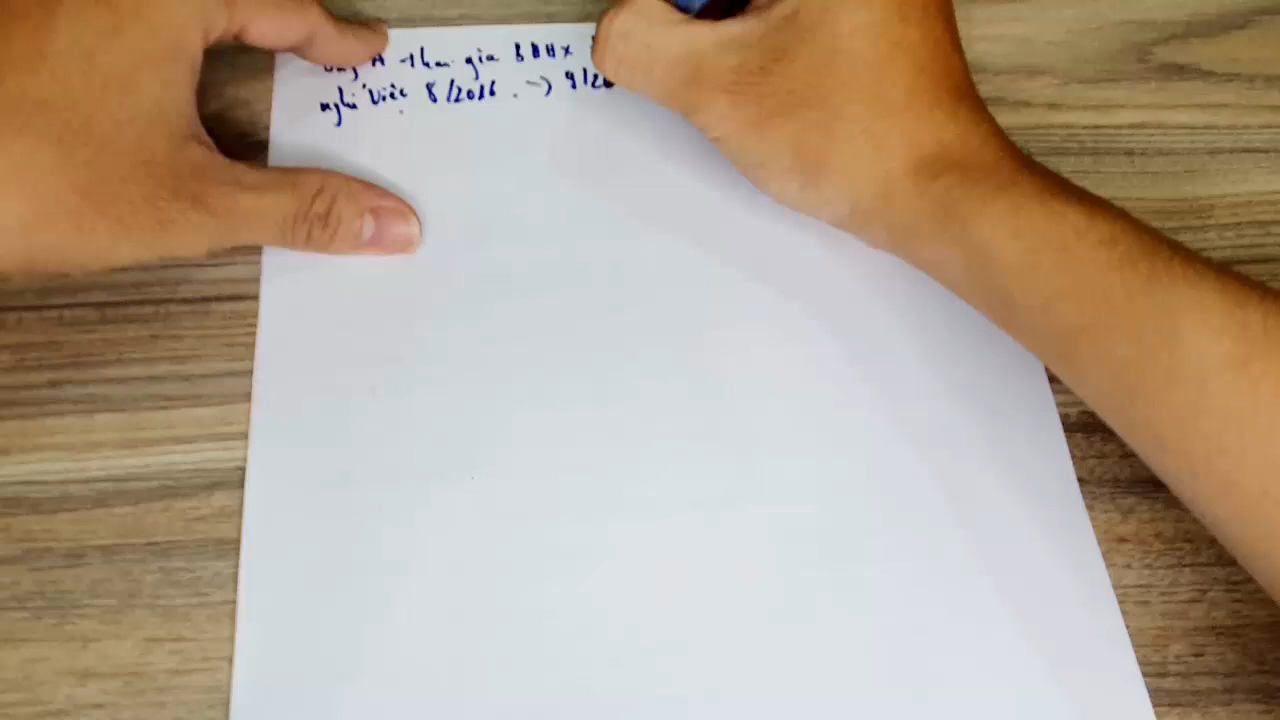 A tham gia BHXH
nghỉ việc 8/2016 . → 9/20